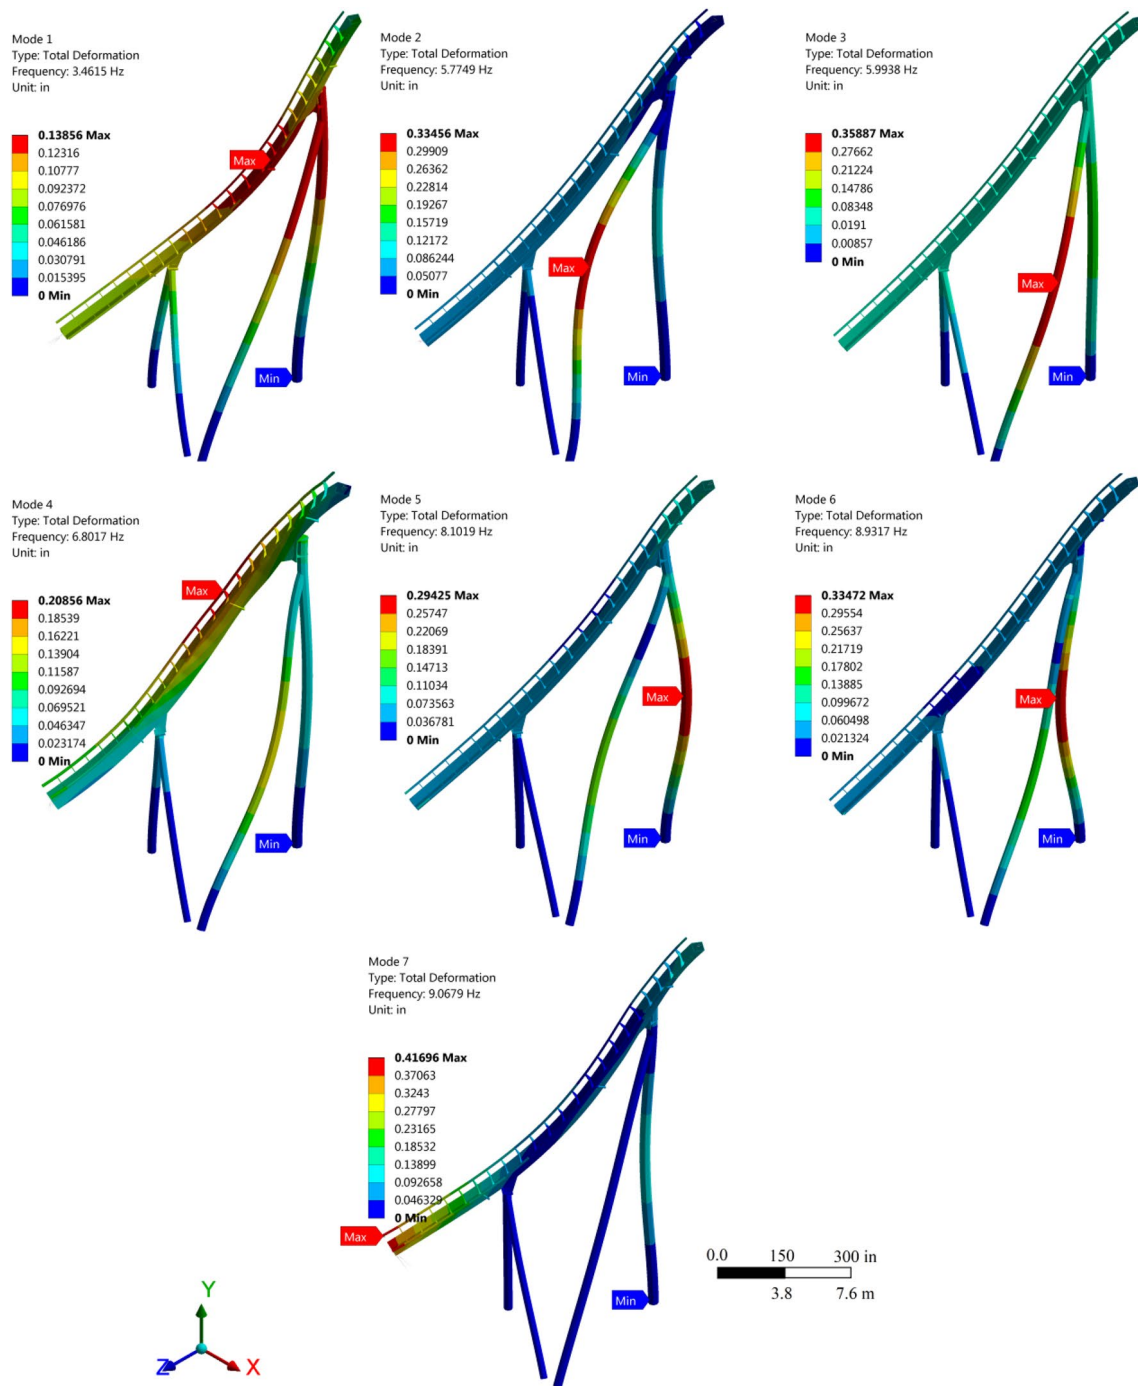 Mode 1
Type: Total Deformation
Frequency: 3.4615 Hz
Unit: in
0.13856 Max
0.12316
0.10777
0.092372
0.076976
0.061581
0.046186
0.030791
0.015395
0 Min
Max
Min
Mode 2
Type: Total Deformation
Frequency: 5.7749 Hz
Unit: in
0.33456 Max
0.29909
0.26362
0.22814
0.19267
0.15719
0.12172
0.086244
0.05077
0 Min
Max
Min
Mode 3
Type: Total Deformation
Frequency: 5.9938 Hz
Unit: in
0.35887 Max
0.27662
0.21224
0.14786
0.08348
0.0191
0.00857
0 Min
Max
Min
Mode 4
Type: Total Deformation
Frequency: 6.8017 Hz
Unit: in
0.20856 Max
0.18539
0.16221
0.13904
0.11587
0.092694
0.069521
0.046347
0.023174
0 Min
Max
Min
Mode 5
Type: Total Deformation
Frequency: 8.1019 Hz
Unit: in
0.29425 Max
0.25747
0.22069
0.18391
0.14713
0.11034
0.073563
0.036781
0 Min
Max
Min
Mode 6
Type: Total Deformation
Frequency: 8.9317 Hz
Unit: in
0.33472 Max
0.29554
0.25637
0.21719
0.17802
0.13885
0.099672
0.060498
0.021324
0 Min
Max
Min
Mode 7
Type: Total Deformation
Frequency: 9.0679 Hz
Unit: in
0.41696 Max
0.37063
0.3243
0.27797
0.23165
0.18532
0.13899
0.092658
0.046329
0 Min
Max
Min
0.0 150 300 in
3.8 7.6 m
Y
Z X